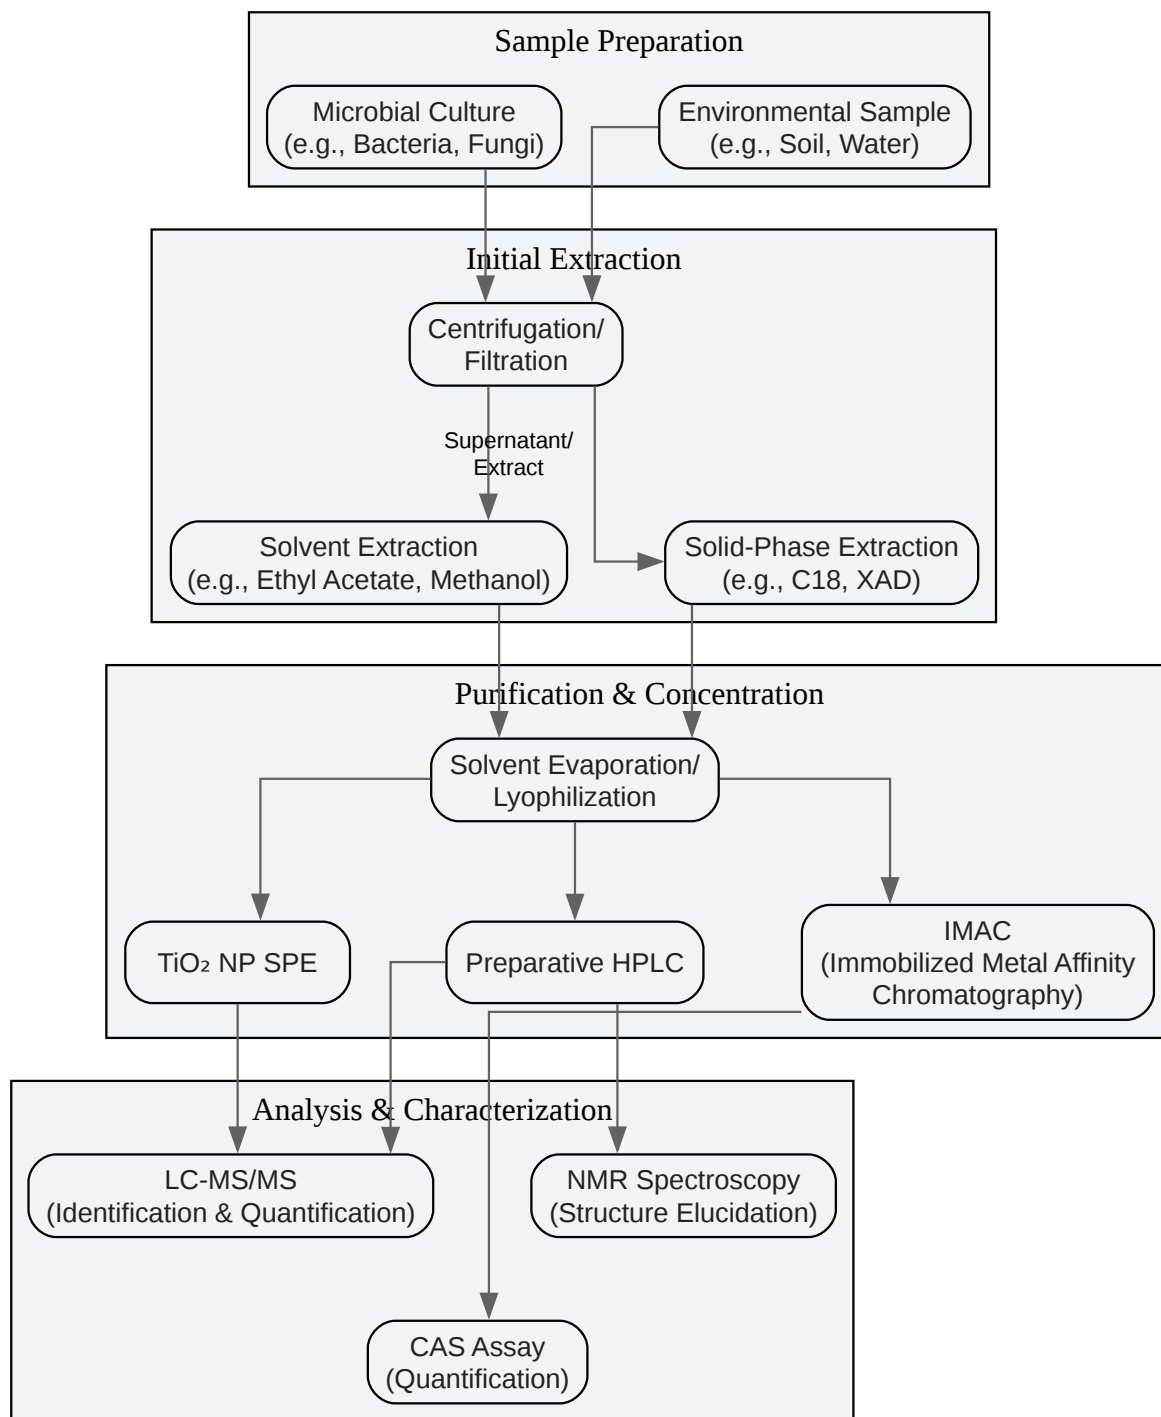 Sample Preparation
Microbial Culture
(e.g., Bacteria, Fungi)
Environmental Sample
(e.g., Soil, Water)
Initial Extraction
Centrifugation/
Filtration
Supernatant/
Extract
Solvent Extraction
(e.g., Ethyl Acetate, Methanol)
Solid-Phase Extraction
(e.g., C18, XAD)
Purification & Concentration
Solvent Evaporation/
Lyophilization
TiO₂ NP SPE
Preparative HPLC
IMAC
(Immobilized Metal Affinity
Chromatography)
Analysis & Characterization
LC-MS/MS
(Identification & Quantification)
NMR Spectroscopy
(Structure Elucidation)
CAS Assay
(Quantification)